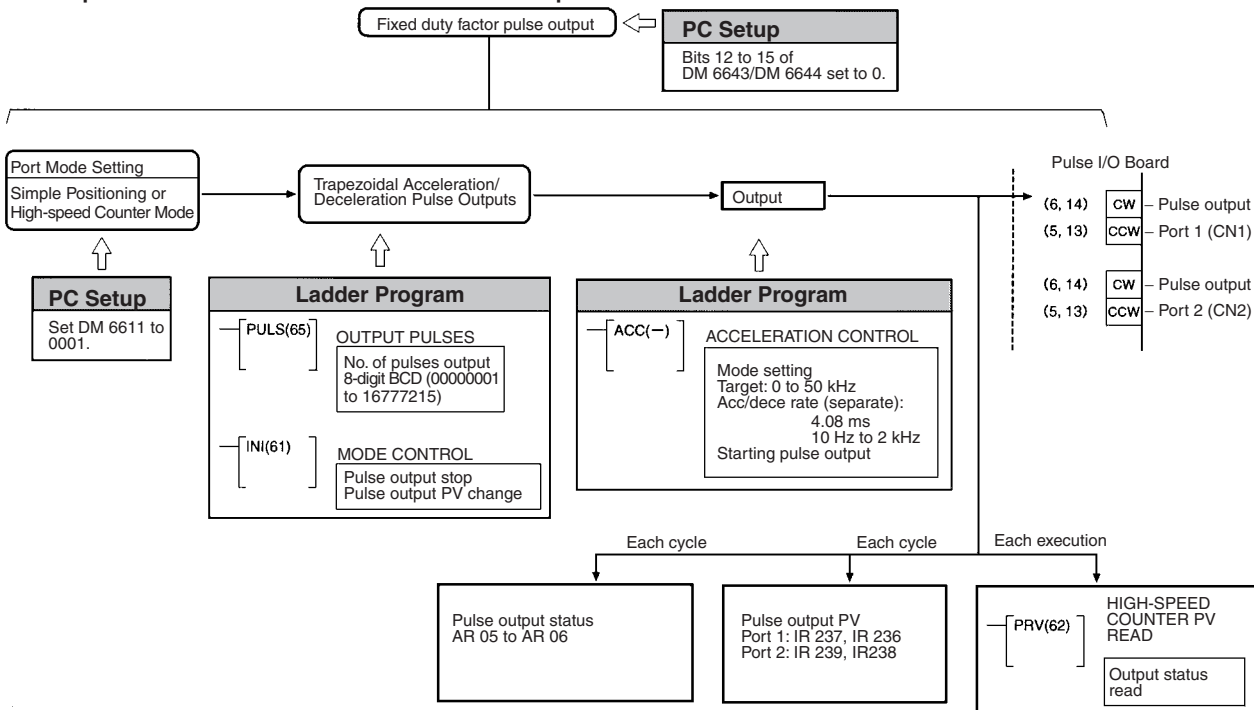 Fixed duty factor pulse output
PC Setup
Bits 12 to 15 of
DM 6643/DM 6644 set to 0.
Port Mode Setting
Simple Positioning or
High-speed Counter Mode
Trapezoidal Acceleration/
Deceleration Pulse Outputs
Output
Pulse I/O Board
(6, 14) CW – Pulse output
(5, 13) CCW – Port 1 (CN1)
(6, 14) CW – Pulse output
(5, 13) CCW – Port 2 (CN2)
PC Setup
Set DM 6611 to
0001.
Ladder Program
PULS(65)
OUTPUT PULSES
No. of pulses output
8-digit BCD (00000001
to 16777215)
INI(61)
MODE CONTROL
Pulse output stop
Pulse output PV change
Ladder Program
ACC(—)
ACCELERATION CONTROL
Mode setting
Target: 0 to 50 kHz
Acc/dece rate (separate):
4.08 ms
10 Hz to 2 kHz
Starting pulse output
Each cycle
Each cycle
Each execution
Pulse output status
AR 05 to AR 06
Pulse output PV
Port 1: IR 237, IR 236
Port 2: IR 239, IR238
PRV(62)
HIGH-SPEED
COUNTER PV
READ
Output status
read